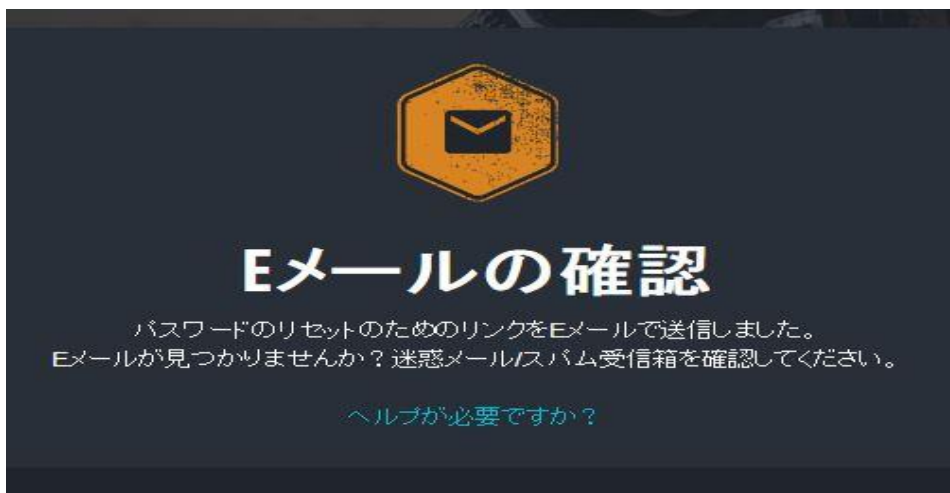 Eメールの確認
パスワードのリセットのためのリンクをEメールで送信しました。
Eメールが見つかりませんか？迷惑メール/スパム受信箱を確認してください。
ヘルプが必要ですか？